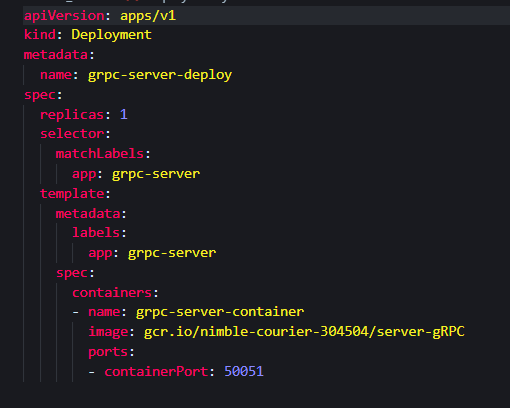 apiVersion: apps/v1
kind: Deployment
metadata:
  name: grpc-server-deploy
spec:
  replicas: 1
  selector:
    matchLabels:
      app: grpc-server
  template:
    metadata:
      labels:
        app: grpc-server
    spec:
      containers:
      - name: grpc-server-container
        image: gcr.io/nimble-courier-304504/server-gRPC
        ports:
        - containerPort: 50051